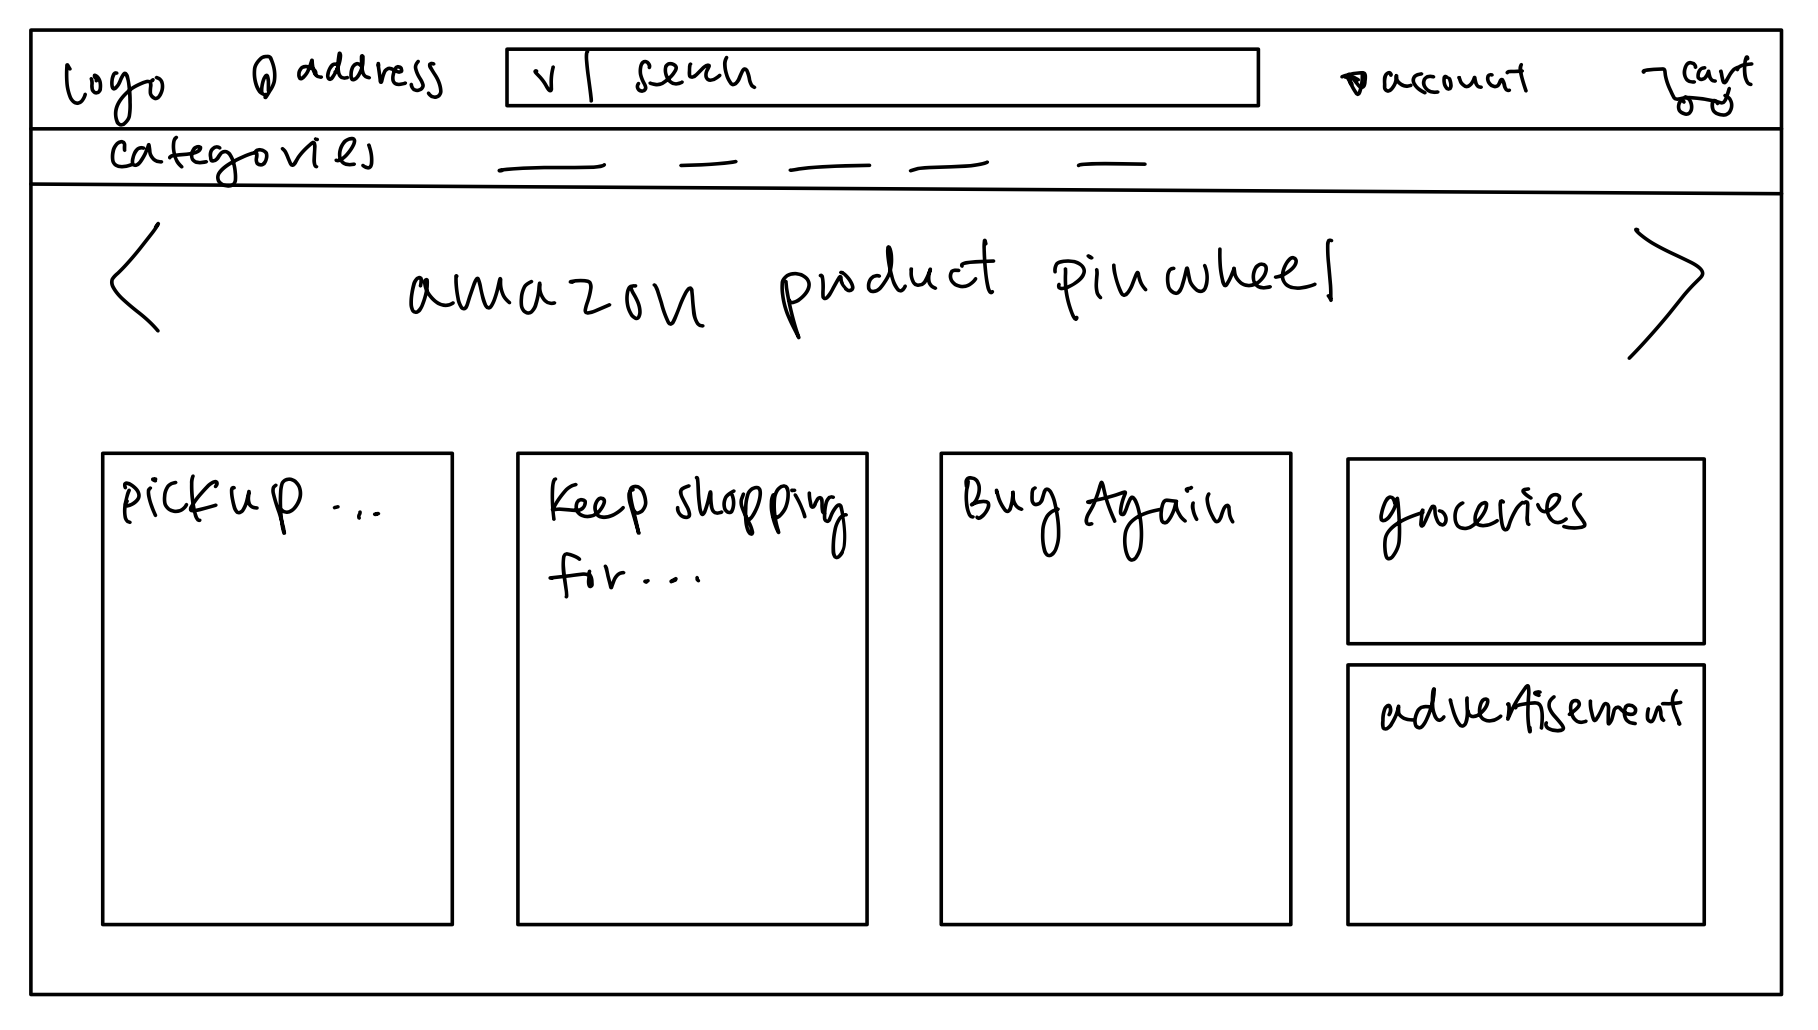 logo address v serch account cart
categories
amazon product pinwheel
pickup ...
keep shopping
for...
Buy Again
groceries
advertisement